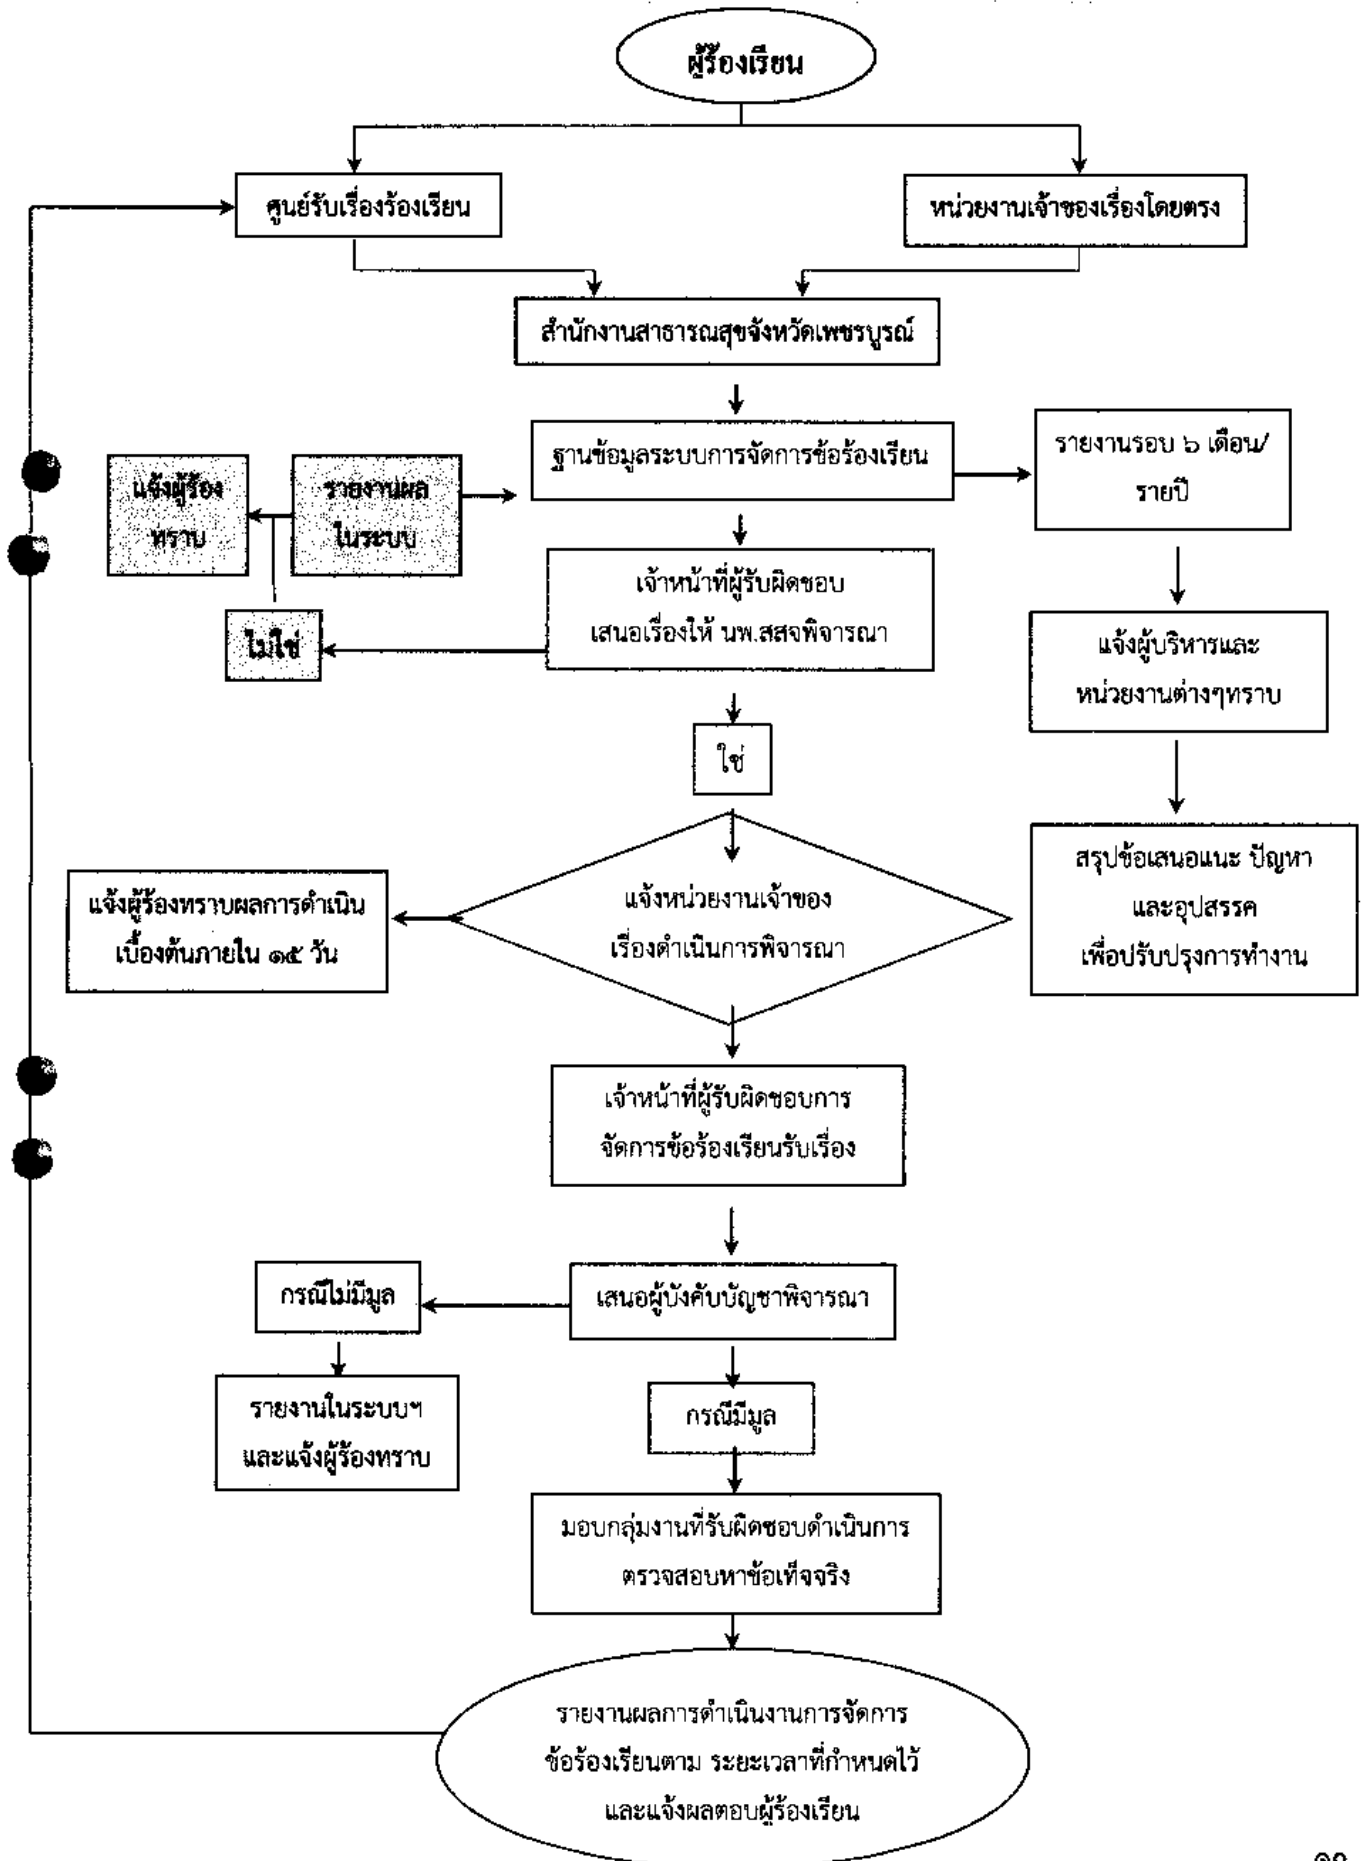 ผู้ร้องเรียน
ศูนย์รับเรื่องร้องเรียน
หน่วยงานเจ้าของเรื่องโดยตรง
สำนักงานสาธารณสุขจังหวัดเพชรบูรณ์
ฐานข้อมูลระบบการจัดการข้อร้องเรียน
รายงานรอบ ๖ เดือน/
รายปี
แจ้งผู้ร้อง
ทราบ
รายงานผล
ในระบบ
เจ้าหน้าที่ผู้รับผิดชอบ
เสนอเรื่องให้ นพ.สสจพิจารณา
ไม่ใช่
แจ้งผู้บริหารและ
หน่วยงานต่างๆทราบ
ใช่
แจ้งผู้ร้องทราบผลการดำเนิน
เบื้องต้นภายใน ๑๕ วัน
แจ้งหน่วยงานเจ้าของ
เรื่องดำเนินการพิจารณา
สรุปข้อเสนอแนะ ปัญหา
และอุปสรรค
เพื่อปรับปรุงการทำงาน
เจ้าหน้าที่ผู้รับผิดชอบการ
จัดการข้อร้องเรียนรับเรื่อง
กรณีไม่มีมูล
เสนอผู้บังคับบัญชาพิจารณา
รายงานในระบบฯ
และแจ้งผู้ร้องทราบ
กรณีมีมูล
มอบกลุ่มงานที่รับผิดชอบดำเนินการ
ตรวจสอบหาข้อเท็จจริง
รายงานผลการดำเนินงานการจัดการ
ข้อร้องเรียนตาม ระยะเวลาที่กำหนดไว้
และแจ้งผลตอบผู้ร้องเรียน